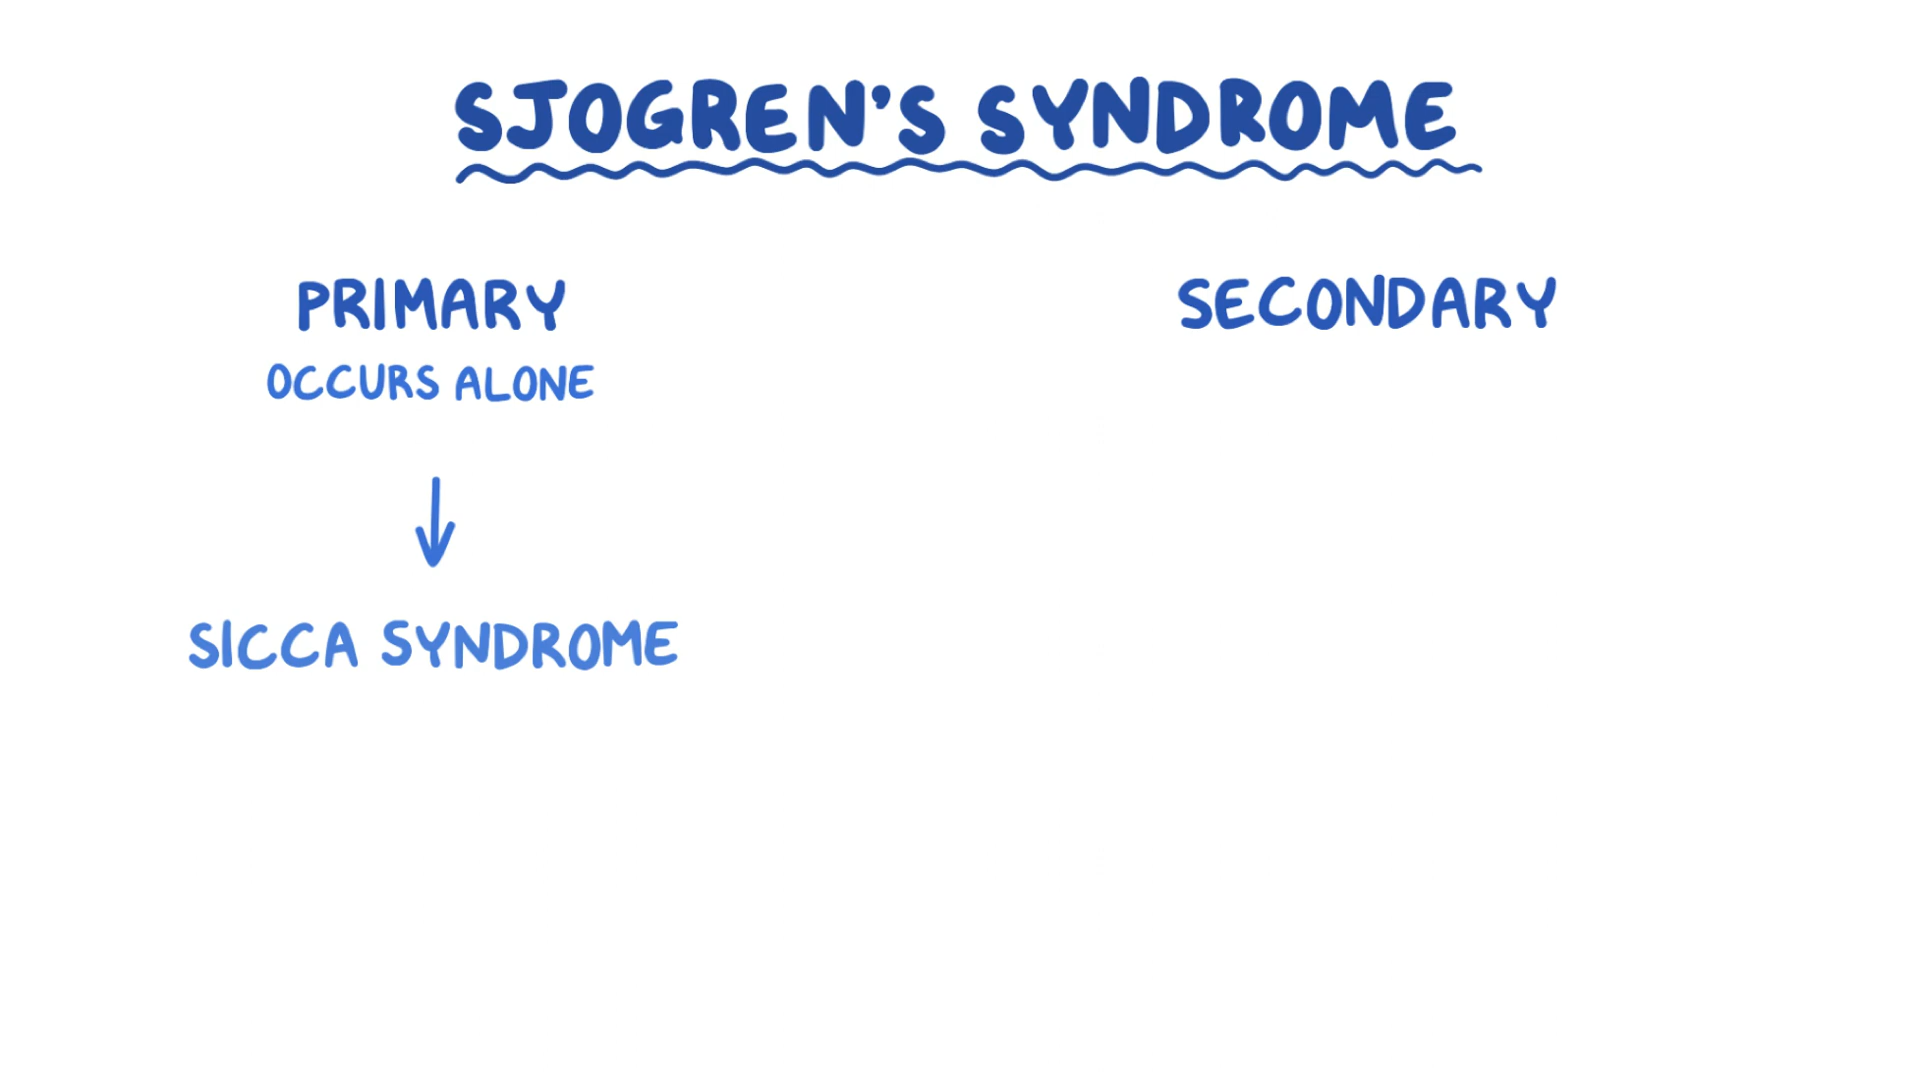 SJOGREN'S SYNDROME
PRIMARY
OCCURS ALONE
SICCA SYNDROME
SECONDARY